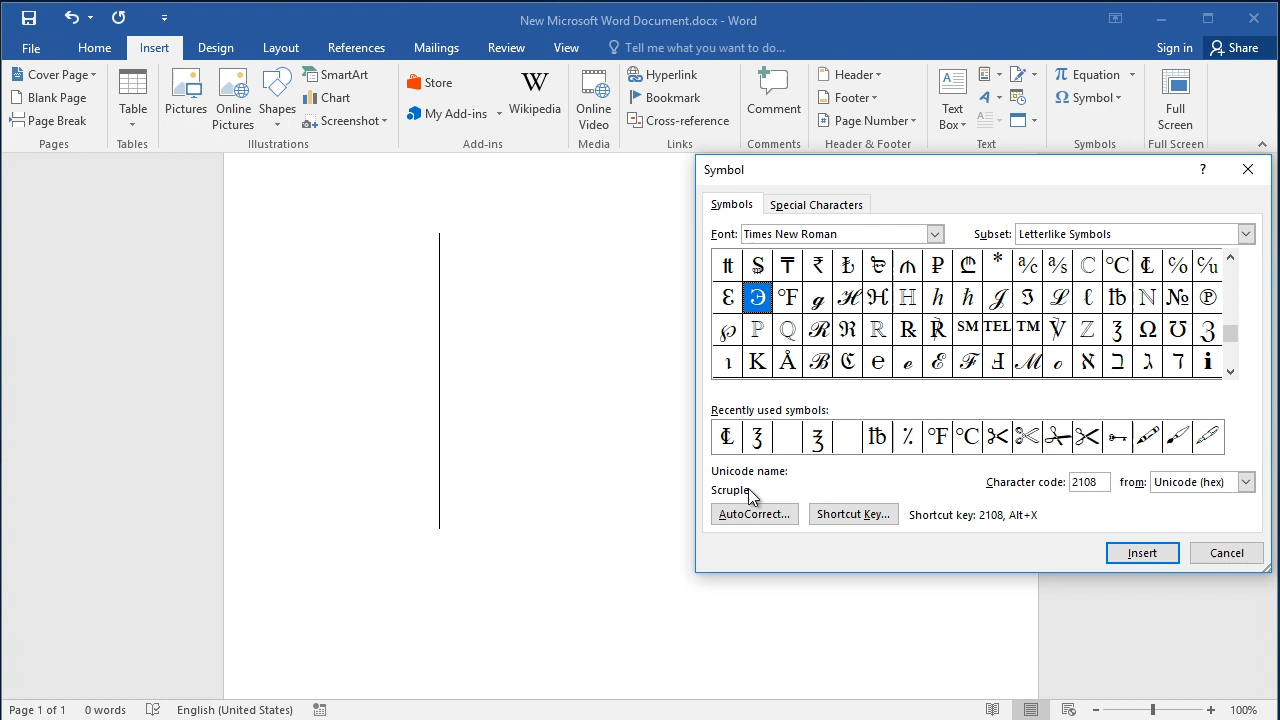 New Microsoft Word Document.docx - Word
File Home Insert Design Layout References Mailings Review View Tell me what you want to do... Sign in Share
Cover Page
Blank Page
Page Break
Pages
Table
Tables
Pictures
Online Pictures
Shapes
SmartArt
Chart
Screenshot
Illustrations
Store
My Add-ins
W
Wikipedia
Add-ins
Online Video
Media
Hyperlink
Bookmark
Cross-reference
Links
Comment
Comments
Header
Footer
Page Number
Header & Footer
Text Box
Text
π Equation
Ω Symbol
Symbols
Full Screen
Full Screen
Symbol ?
Symbols Special Characters
Font: Times New Roman Subset: Letterlike Symbols
₶ ₷ ₸ ₹ ₺ ₻ ₼ ₽ ₾ * ℀ ℁ ℂ ℃ ℄ ℅ ℆
ℇ ℈ ℉ ℊ ℋ ℌ ℍ ℎ ℏ ℐ ℑ ℒ ℓ ℔ ℕ № ℗
℘ ℙ ℚ ℛ ℜ ℝ ℞ ℟ ℠ ℡ ™ ℣ ℤ ℥ Ω ℧ ℨ
℩ K Å ℬ ℭ ℮ ℯ ℰ ℱ Ⅎ ℳ ℴ ℵ ℶ ℷ ℸ ℹ
Recently used symbols:
℄ ℥ ʒ ℔ ٪ ℉ ℃
Unicode name:
Scruple
Character code: 2108 from: Unicode (hex)
AutoCorrect... Shortcut Key... Shortcut key: 2108, Alt+X
Insert Cancel
Page 1 of 1 0 words English (United States) - + 100%